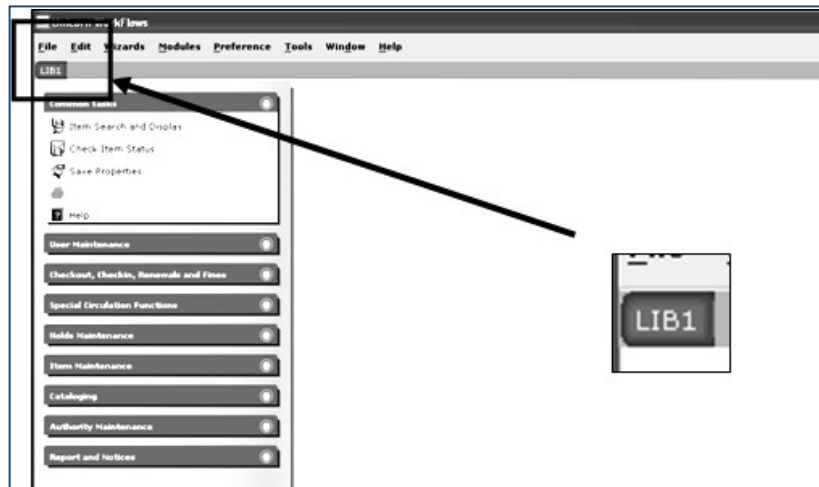 Unicorn WorkFlows
File Edit Wizards Modules Preference Tools Window Help
LIB1
Common Tasks
Item Search and Display
Check Item Status
Save Properties
Help
User Maintenance
Checkout, Checkin, Renewals and Fines
Special Circulation Functions
Holds Maintenance
Item Maintenance
Cataloging
Authority Maintenance
Report and Notices
LIB1